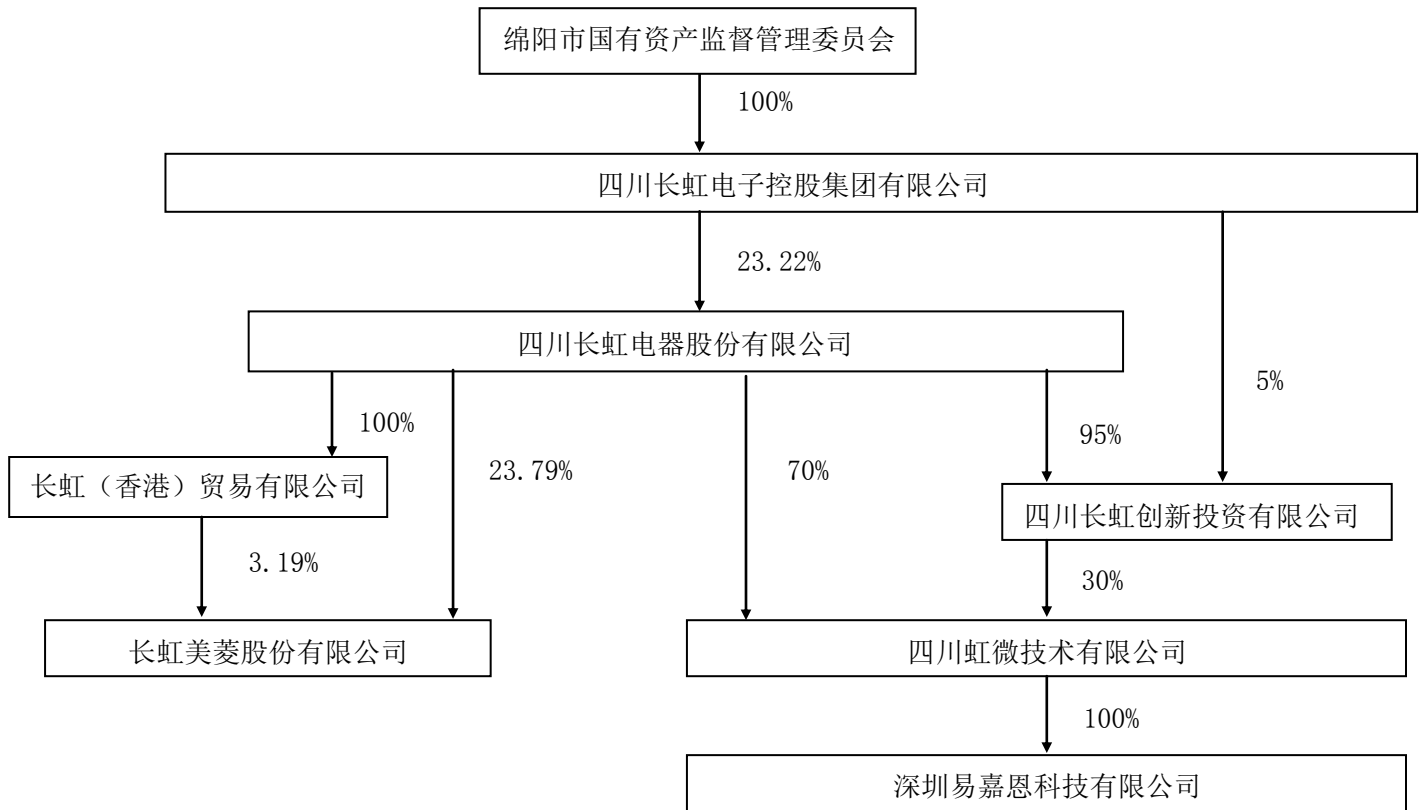 绵阳市国有资产监督管理委员会
100%
四川长虹电子控股集团有限公司
23.22%
四川长虹电器股份有限公司
5%
100%
95%
23.79%
70%
长虹（香港）贸易有限公司
四川长虹创新投资有限公司
3.19%
30%
长虹美菱股份有限公司
四川虹微技术有限公司
100%
深圳易嘉恩科技有限公司